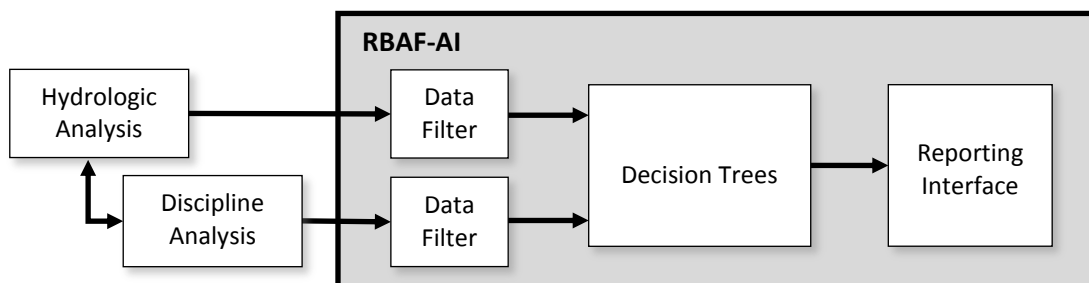 RBAF-AI
Hydrologic
Analysis
Data
Filter
Decision Trees
Reporting
Interface
Discipline
Analysis
Data
Filter